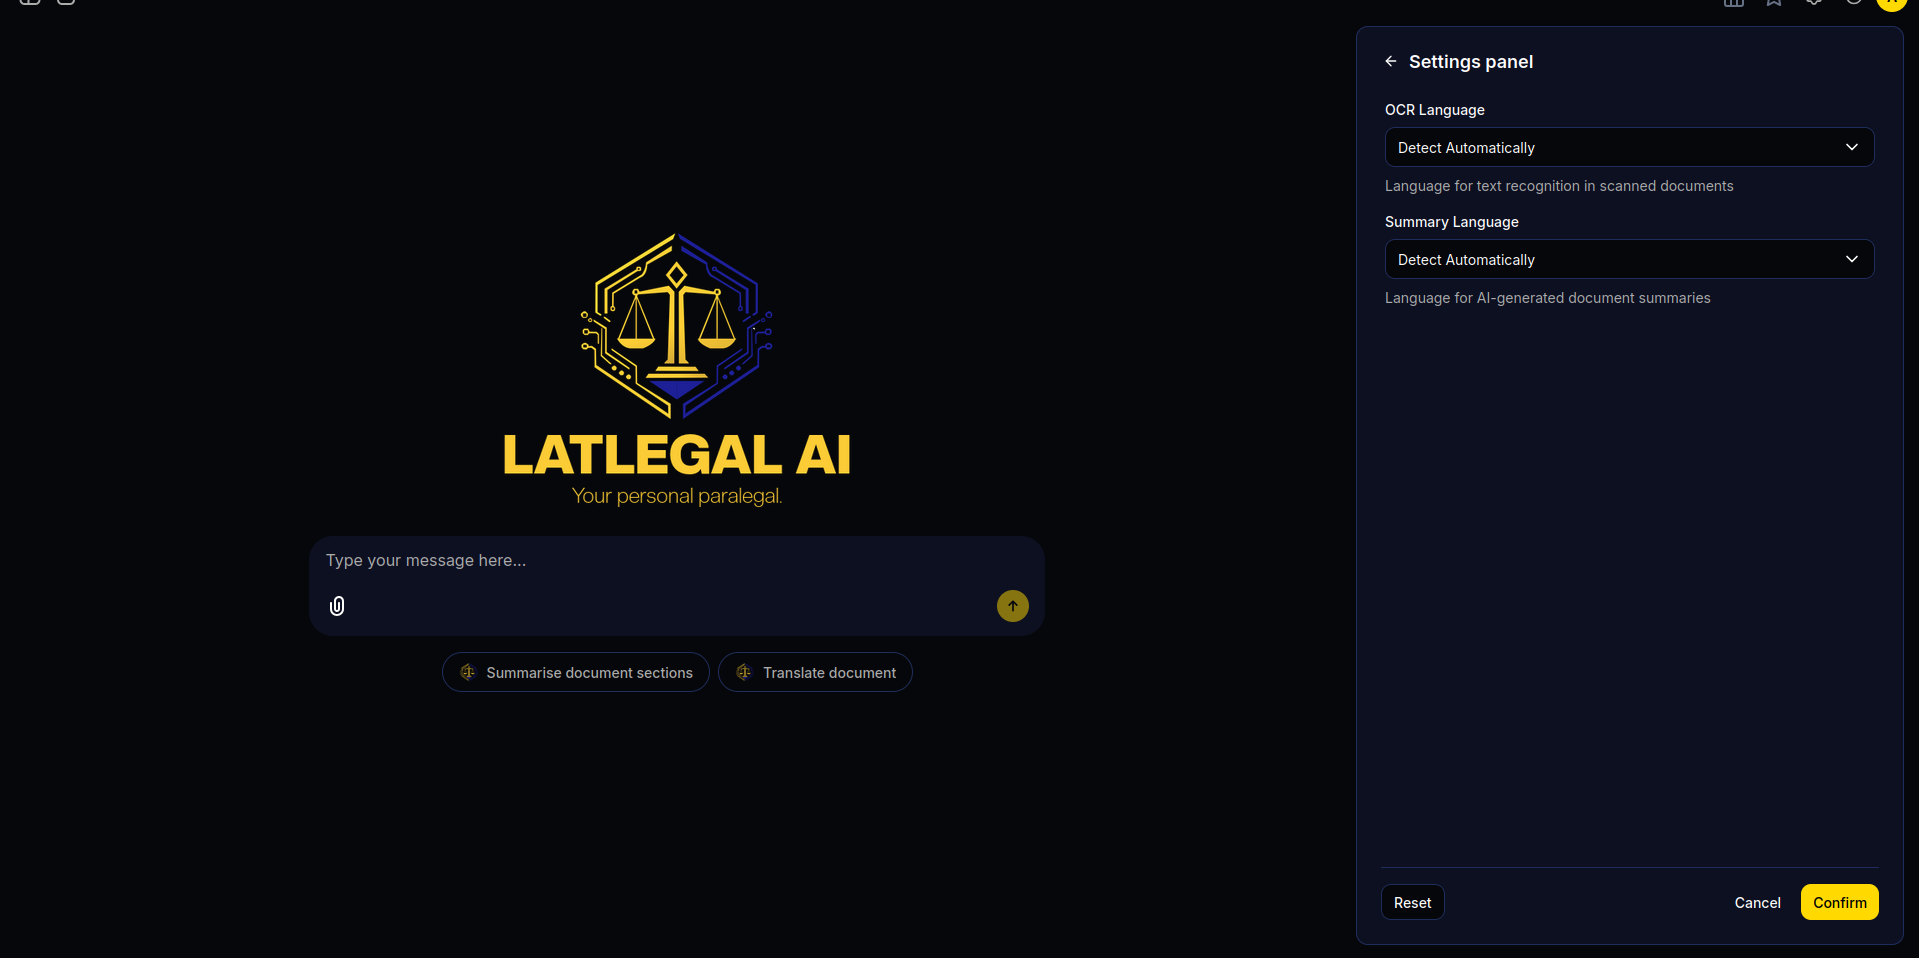 Settings panel
OCR Language
Detect Automatically
Language for text recognition in scanned documents
Summary Language
Detect Automatically
Language for AI-generated document summaries
LATLEGAL AI
Your personal paralegal.
Type your message here...
Summarise document sections
Translate document
Reset
Cancel
Confirm